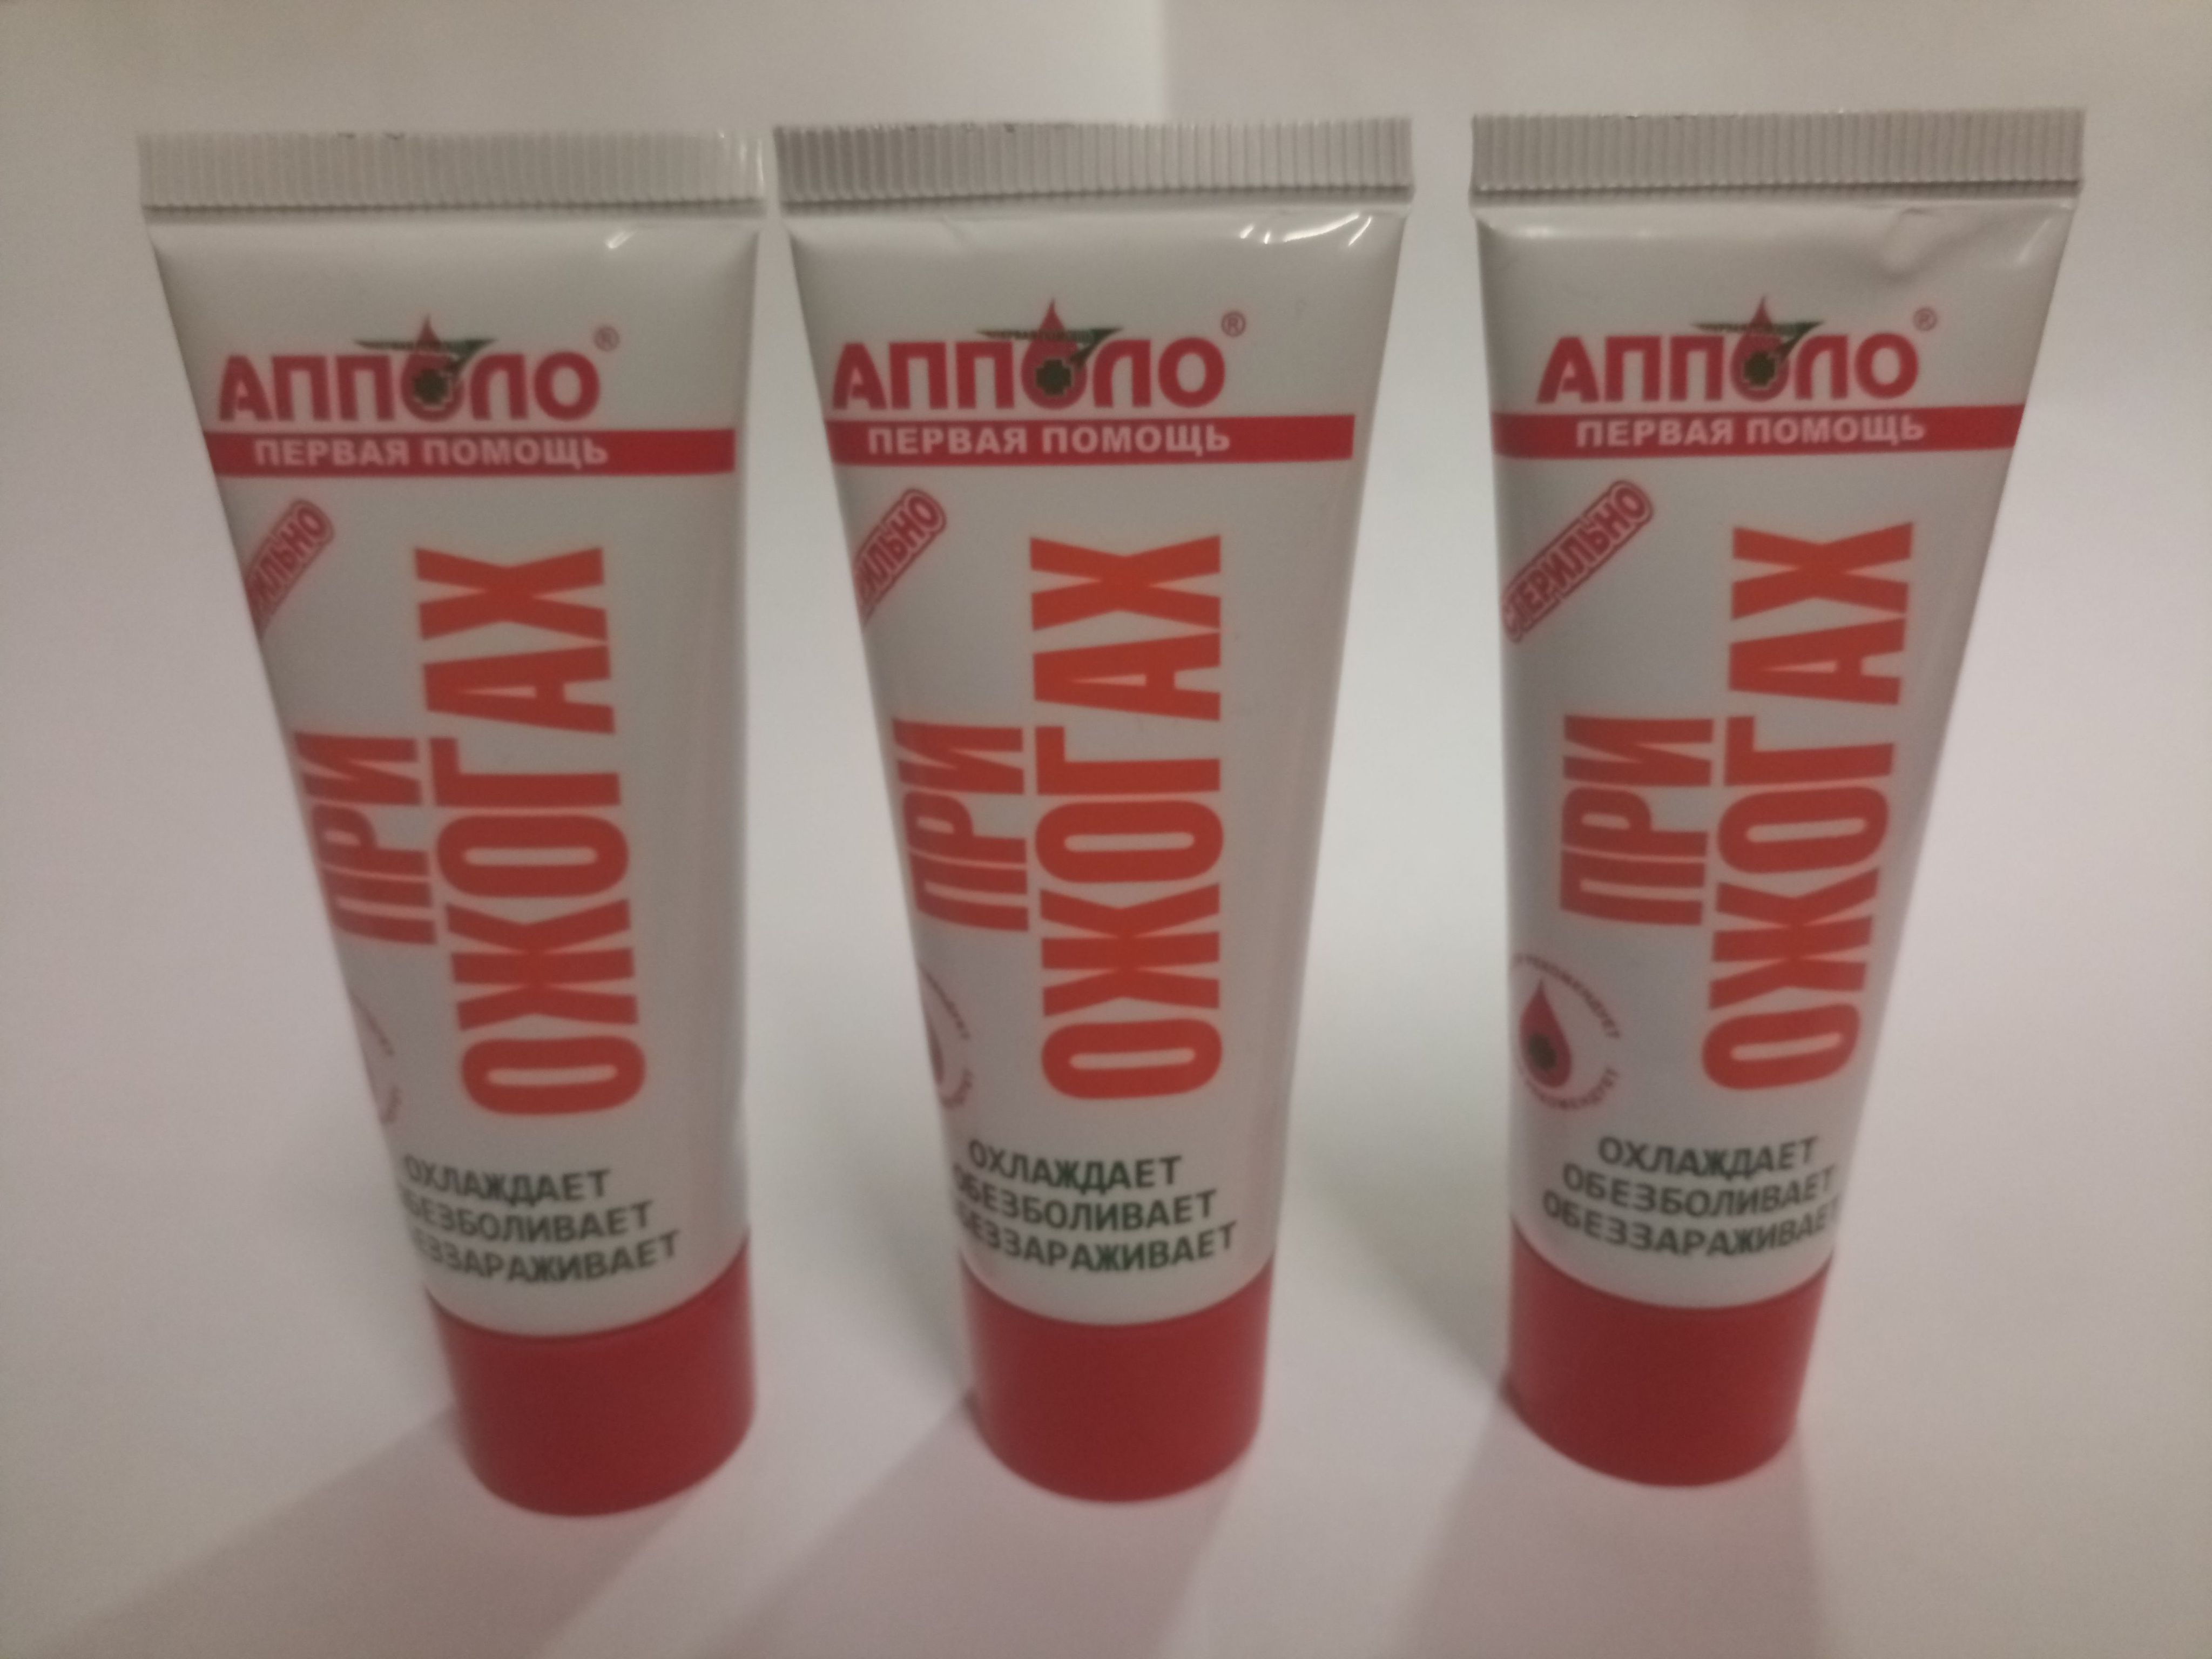 АППОЛО®
ПЕРВАЯ ПОМОЩЬ
ПРИ
ОЖОГАХ
ОХЛАЖДАЕТ
ОБЕЗБОЛИВАЕТ
ОБЕЗЗАРАЖИВАЕТ
АППОЛО®
ПЕРВАЯ ПОМОЩЬ
ПРИ
ОЖОГАХ
ОХЛАЖДАЕТ
ОБЕЗБОЛИВАЕТ
ОБЕЗЗАРАЖИВАЕТ
АППОЛО®
ПЕРВАЯ ПОМОЩЬ
СТЕРИЛЬНО
ПРИ
ОЖОГАХ
ОХЛАЖДАЕТ
ОБЕЗБОЛИВАЕТ
ОБЕЗЗАРАЖИВАЕТ